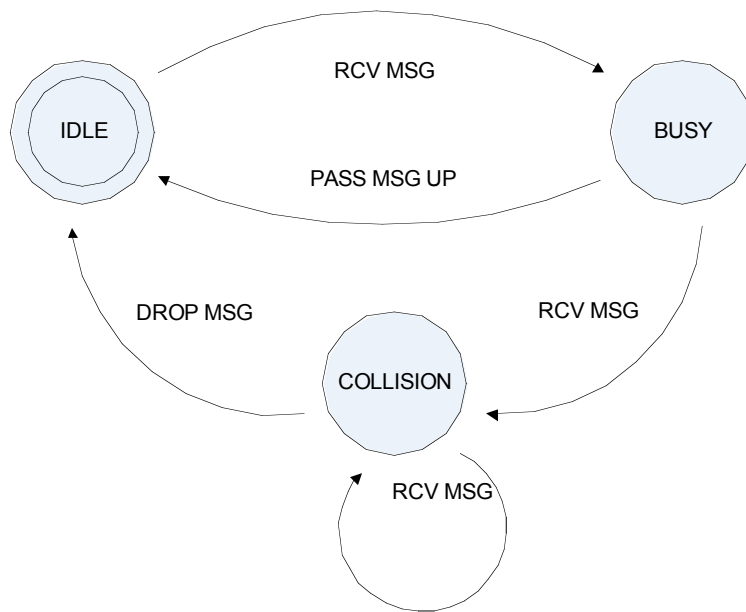 RCV MSG
IDLE
BUSY
PASS MSG UP
DROP MSG
RCV MSG
COLLISION
RCV MSG